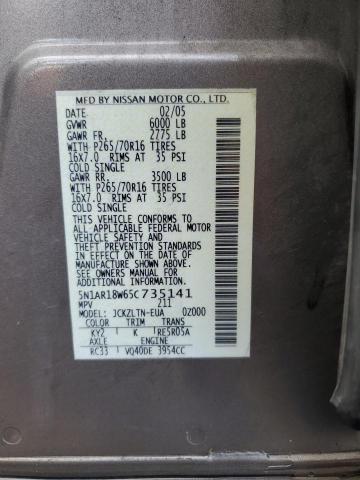 MFD BY NISSAN MOTOR CO., LTD.
DATE 02/05
GVWR 6000 LB
GAWR FR. 2775 LB
WITH P265/70R16 TIRES
16X7.0 RIMS AT 35 PSI
COLD SINGLE
GAWR RR. 3500 LB
WITH P265/70R16 TIRES
16X7.0 RIMS AT 35 PSI
COLD SINGLE
THIS VEHICLE CONFORMS TO
ALL APPLICABLE FEDERAL MOTOR
VEHICLE SAFETY AND
THEFT PREVENTION STANDARDS
IN EFFECT ON THE DATE OF
MANUFACTURE SHOWN ABOVE.
SEE OWNERS MANUAL FOR
ADDITIONAL INFORMATION.
5N1AR18W65C735141
MPV 211
MODEL 3CKZLTN-EUA 0Z000
COLOR TRIM TRANS
KY2 K RE5R05A
AXLE ENGINE
RC33 VQ40DE 3954CC